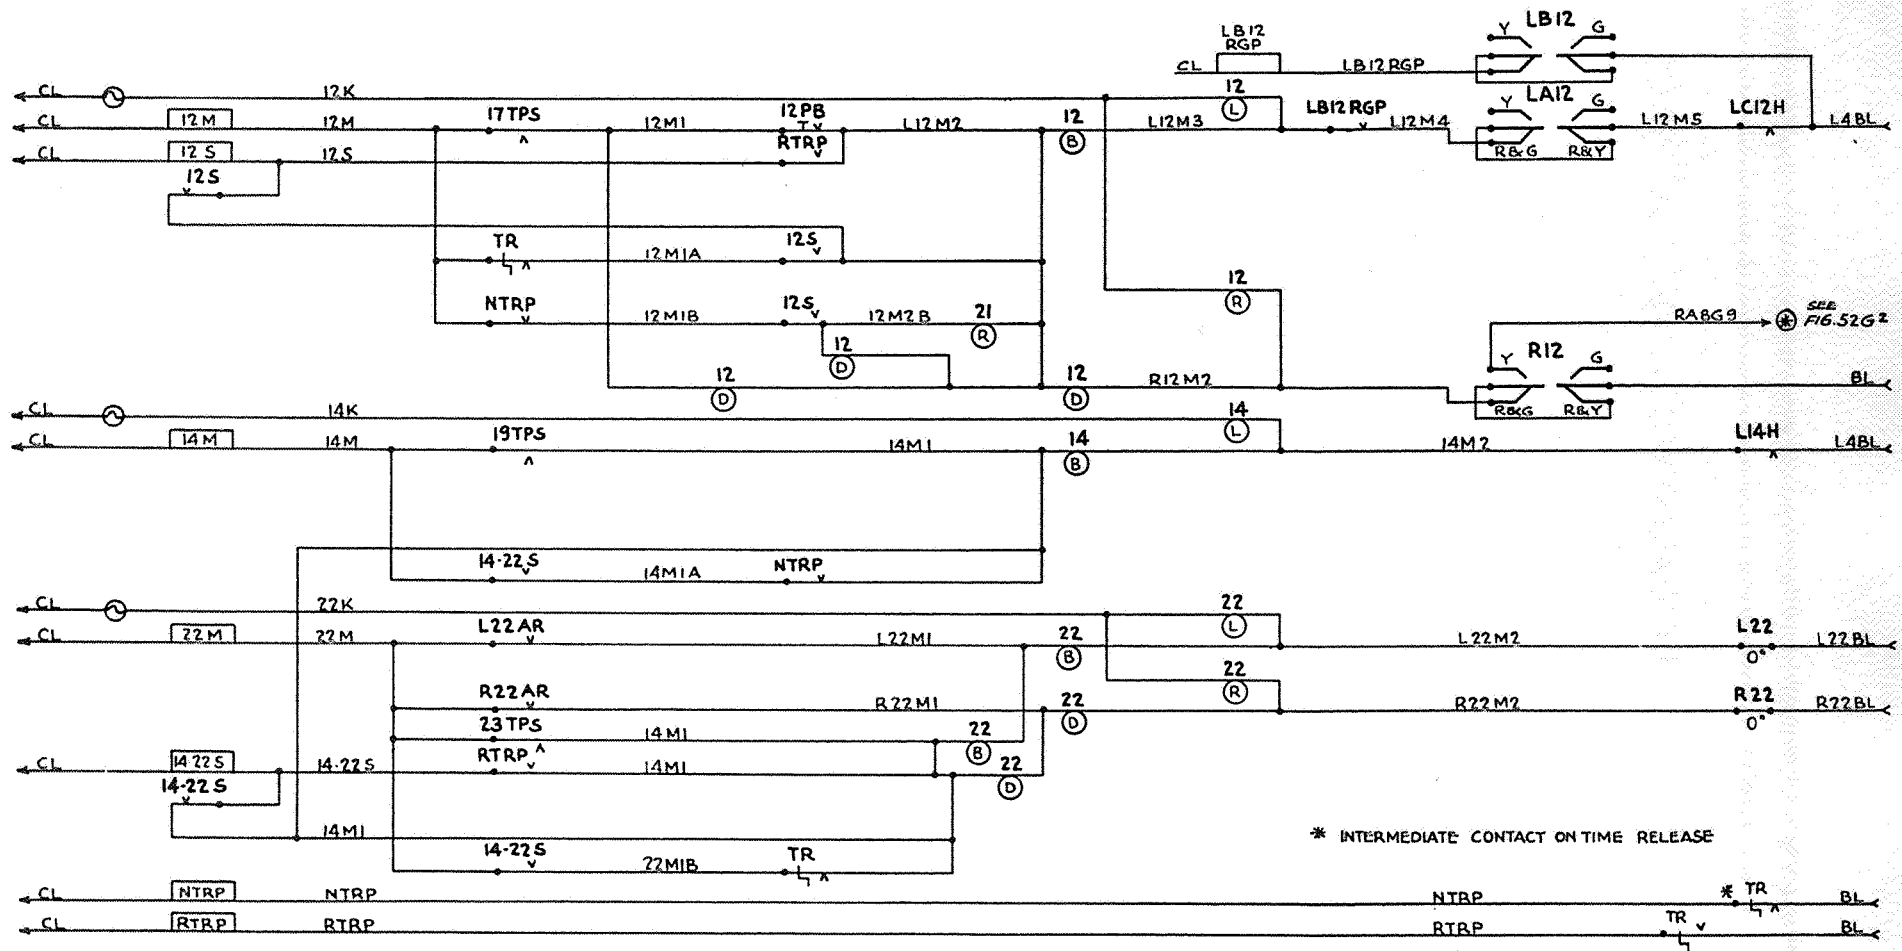 LB12
Y G
LB12
RGP
CL LB12RGP
CL 12K 12 LA12
L Y G
CL 12M 12M 17TPS 12M1 12PB L12M2 12 L12M3 LB12RGP L12M4 L12M5 LC12H L4BL
T B
RTRP R&G R&Y
CL 12S 12S
12S
TR 12M1A 12S
12
R
NTRP 12M1B 12S 12M2B 21 RA8G9 * SEE
R FIG. 52G2
12 R12
D Y G
12 12 R12M2 BL
D D R&G R&Y
CL 14K 14
L
CL 14M 14M 19TPS 14M1 14 14M2 L14H L4BL
B
14-22S 14M1A NTRP
CL 22K 22
L
CL 22M 22M L22AR L22M1 22 L22M2 L22 L22BL
B 0°
22
R
R22AR R22M1 22 R22M2 R22 R22BL
D 0°
23TPS 14M1 22
B
CL 14-22S 14-22S RTRP 14M1 22
D
14-22S
14M1
* INTERMEDIATE CONTACT ON TIME RELEASE
14-22S 22M1B TR
CL NTRP NTRP NTRP * TR BL
CL RTRP RTRP RTRP TR BL